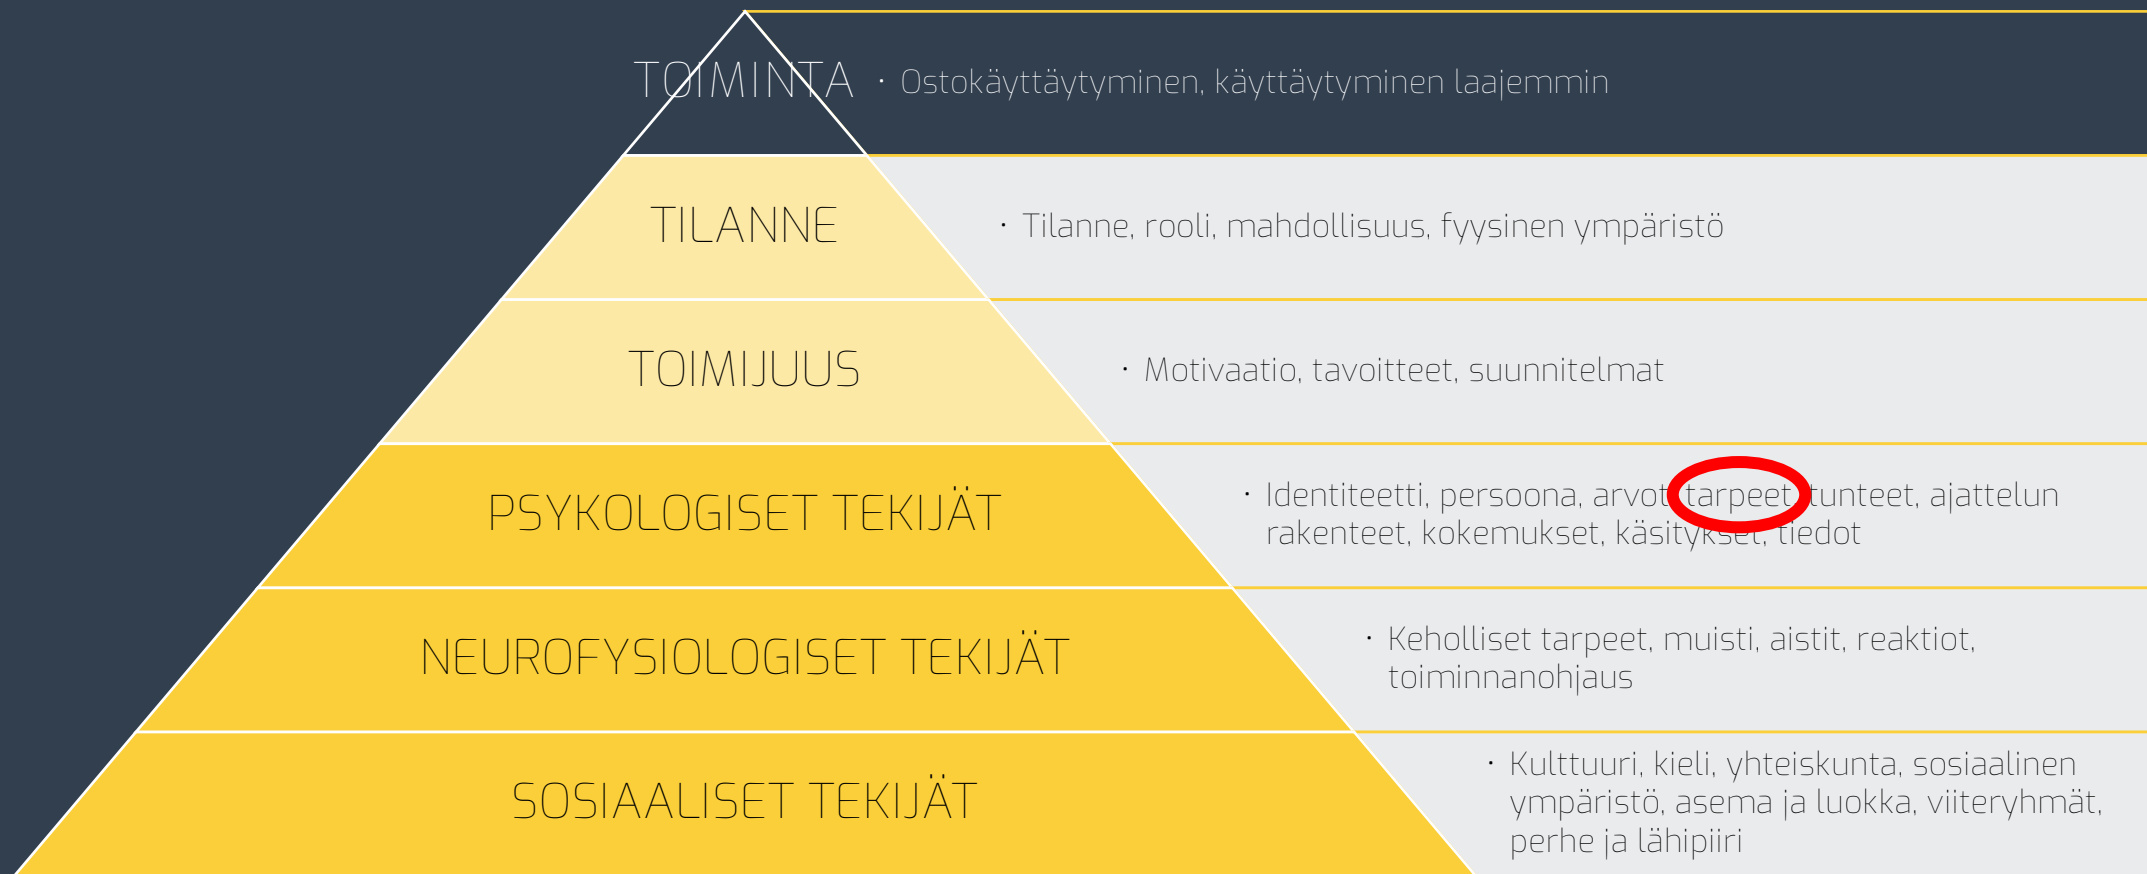 TOIMINTA
· Ostokäyttäytyminen, käyttäytyminen laajemmin
TILANNE
· Tilanne, rooli, mahdollisuus, fyysinen ympäristö
TOIMIJUUS
· Motivaatio, tavoitteet, suunnitelmat
PSYKOLOGISET TEKIJÄT
· Identiteetti, persoona, arvot, tarpeet, tunteet, ajattelun
rakenteet, kokemukset, käsitykset, tiedot
NEUROFYSIOLOGISET TEKIJÄT
· Keholliset tarpeet, muisti, aistit, reaktiot,
toiminnanohjaus
SOSIAALISET TEKIJÄT
· Kulttuuri, kieli, yhteiskunta, sosiaalinen
ympäristö, asema ja luokka, viiteryhmät,
perhe ja lähipiiri